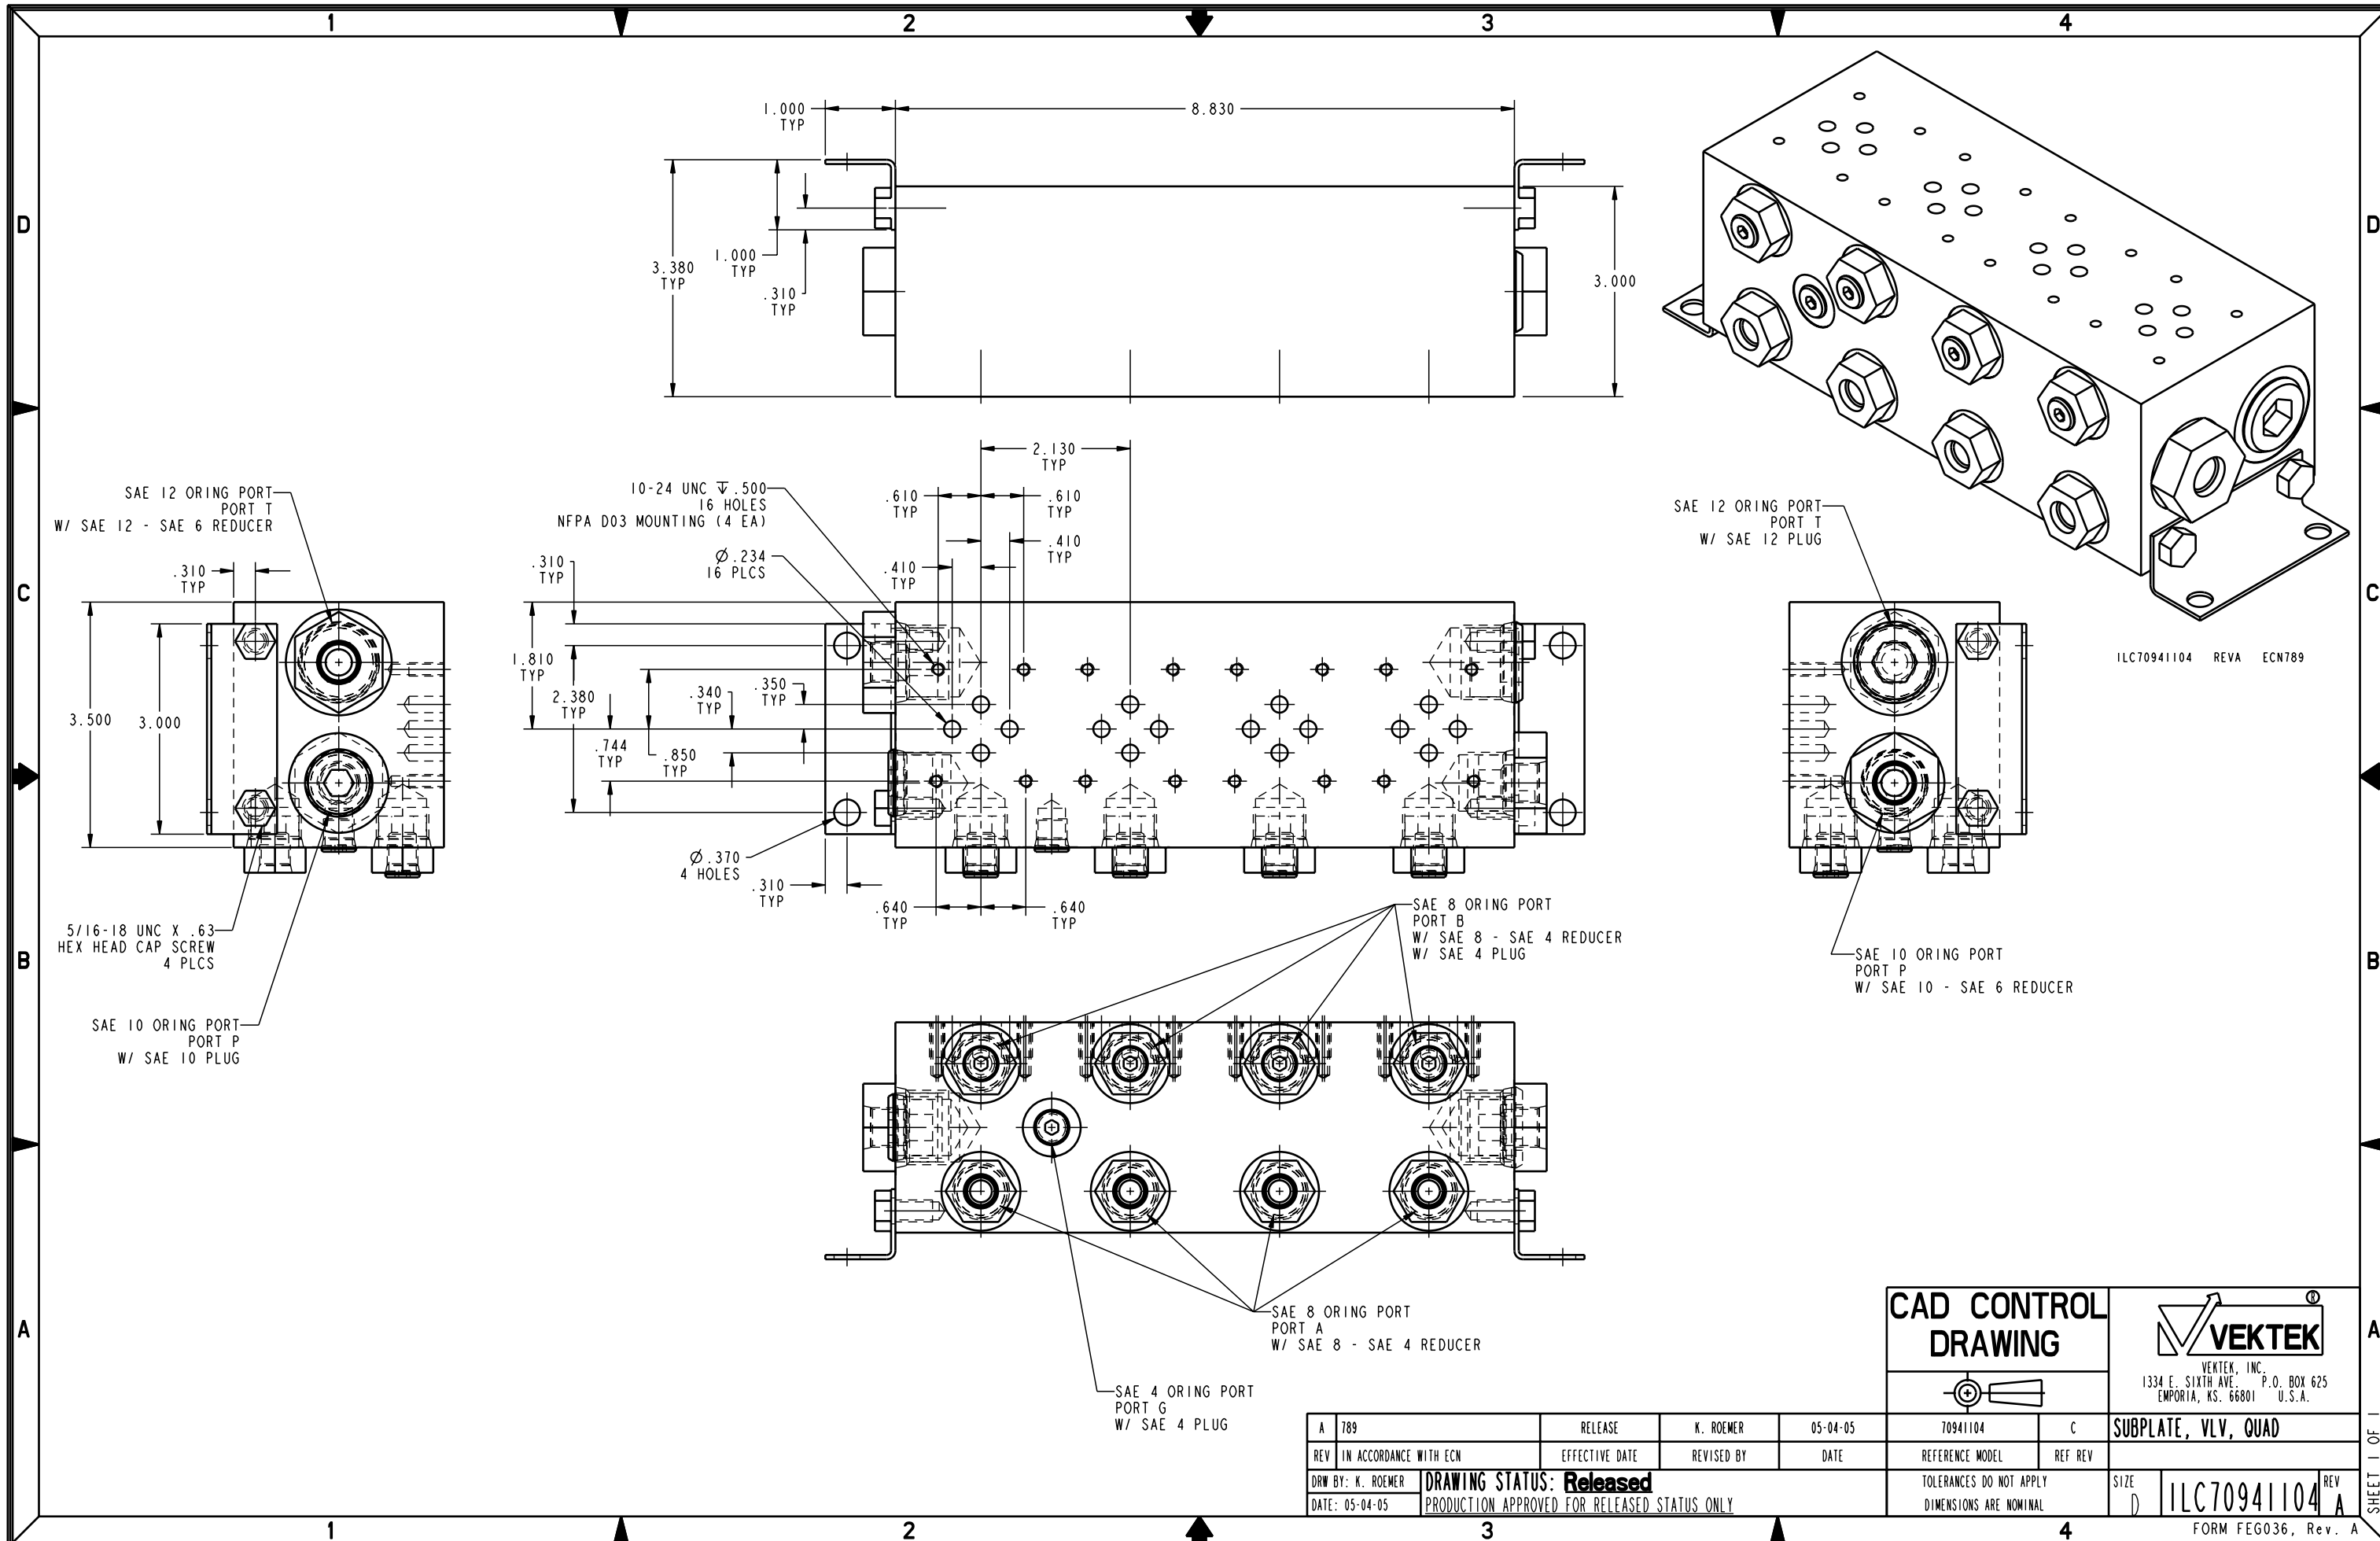 1
2
3
4
D
C
B
A
D
C
B
A
1
2
3
4
1.000
TYP
8.830
3.380
TYP
1.000
TYP
.310
TYP
3.000
2.130
TYP
.610
TYP
.610
TYP
.410
TYP
.410
TYP
10-24 UNC ↧ .500
16 HOLES
NFPA D03 MOUNTING (4 EA)
Ø .234
16 PLCS
.310
TYP
1.810
TYP
2.380
TYP
.744
TYP
.850
TYP
.340
TYP
.350
TYP
Ø .370
4 HOLES
.310
TYP
.640
TYP
.640
TYP
SAE 12 ORING PORT
PORT T
W/ SAE 12 - SAE 6 REDUCER
.310
TYP
3.500
3.000
5/16-18 UNC X .63
HEX HEAD CAP SCREW
4 PLCS
SAE 10 ORING PORT
PORT P
W/ SAE 10 PLUG
SAE 12 ORING PORT
PORT T
W/ SAE 12 PLUG
1LC70941104 REVA ECN789
SAE 8 ORING PORT
PORT B
W/ SAE 8 - SAE 4 REDUCER
W/ SAE 4 PLUG
SAE 10 ORING PORT
PORT P
W/ SAE 10 - SAE 6 REDUCER
SAE 8 ORING PORT
PORT A
W/ SAE 8 - SAE 4 REDUCER
SAE 4 ORING PORT
PORT G
W/ SAE 4 PLUG
CAD CONTROL
DRAWING
VEKTEK ®
VEKTEK, INC.
1334 E. SIXTH AVE. P.O. BOX 625
EMPORIA, KS. 66801 U.S.A.
A 789 RELEASE K. ROEMER 05-04-05 70941104 C SUBPLATE, VLV, QUAD
REV IN ACCORDANCE WITH ECN EFFECTIVE DATE REVISED BY DATE REFERENCE MODEL REF REV
DRW BY: K. ROEMER DRAWING STATUS: Released TOLERANCES DO NOT APPLY SIZE REV
DATE: 05-04-05 PRODUCTION APPROVED FOR RELEASED STATUS ONLY DIMENSIONS ARE NOMINAL D 1LC70941104 A
SHEET 1 OF 1
FORM FEG036, Rev. A